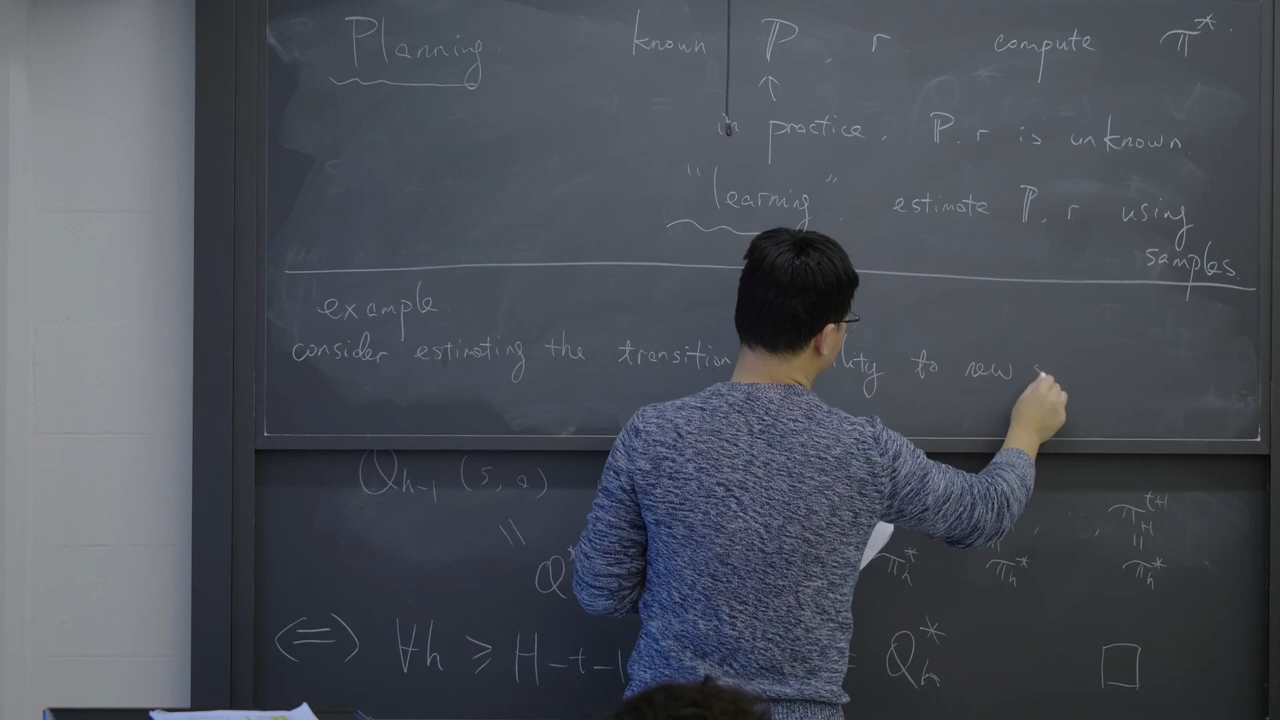 Planning. known ℙ, r. compute π*.
↑
in practice, ℙ, r is unknown.
"learning". estimate ℙ, r using
samples.
example.
consider estimating the transition to new
Q_{h-1} (s, a)
π^{t+1}
Q* π_h^* π_h^* π_h^*
<=> ∀h ≥ H-t-1 = Q_h^* □